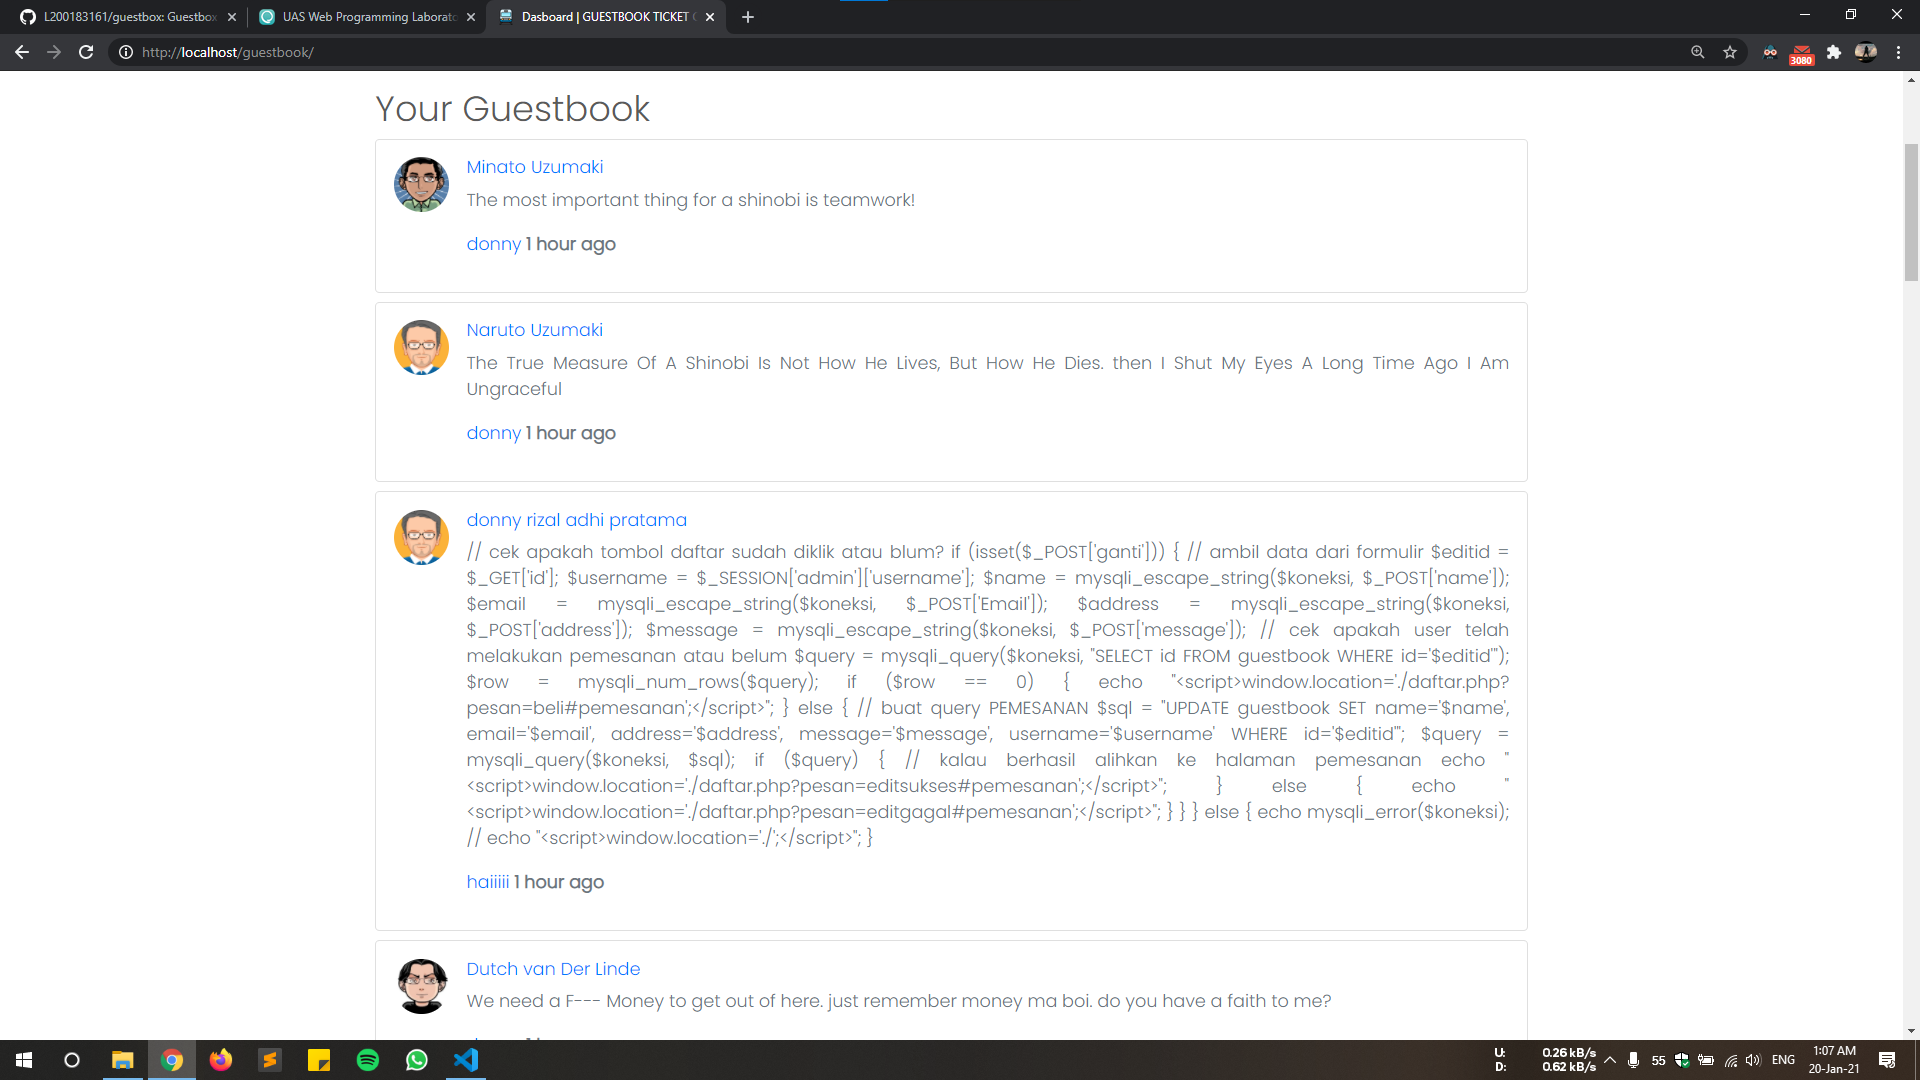 L200183161/guestbox: Guestbox
UAS Web Programming Laborato
Dasboard | GUESTBOOK TICKET
http://localhost/guestbook/
3080
Your Guestbook
Minato Uzumaki
The most important thing for a shinobi is teamwork!
donny 1 hour ago
Naruto Uzumaki
The True Measure Of A Shinobi Is Not How He Lives, But How He Dies. then I Shut My Eyes A Long Time Ago I Am
Ungraceful
donny 1 hour ago
donny rizal adhi pratama
// cek apakah tombol daftar sudah diklik atau blum? if (isset($_POST['ganti'])) { // ambil data dari formulir $editid =
$_GET['id']; $username = $_SESSION['admin']['username']; $name = mysqli_escape_string($koneksi, $_POST['name']);
$email = mysqli_escape_string($koneksi, $_POST['Email']); $address = mysqli_escape_string($koneksi,
$_POST['address']); $message = mysqli_escape_string($koneksi, $_POST['message']); // cek apakah user telah
melakukan pemesanan atau belum $query = mysqli_query($koneksi, "SELECT id FROM guestbook WHERE id='$editid'");
$row = mysqli_num_rows($query); if ($row == 0) { echo "<script>window.location='./daftar.php?
pesan=beli#pemesanan';</script>"; } else { // buat query PEMESANAN $sql = "UPDATE guestbook SET name='$name',
email='$email', address='$address', message='$message', username='$username' WHERE id='$editid'"; $query =
mysqli_query($koneksi, $sql); if ($query) { // kalau berhasil alihkan ke halaman pemesanan echo "
<script>window.location='./daftar.php?pesan=editsukses#pemesanan';</script>"; } else { echo "
<script>window.location='./daftar.php?pesan=editgagal#pemesanan';</script>"; } } } else { echo mysqli_error($koneksi);
// echo "<script>window.location='./';</script>"; }
haiiiii 1 hour ago
Dutch van Der Linde
We need a F--- Money to get out of here. just remember money ma boi. do you have a faith to me?
U: 0.26 kB/s
D: 0.62 kB/s
55
ENG
1:07 AM
20-Jan-21